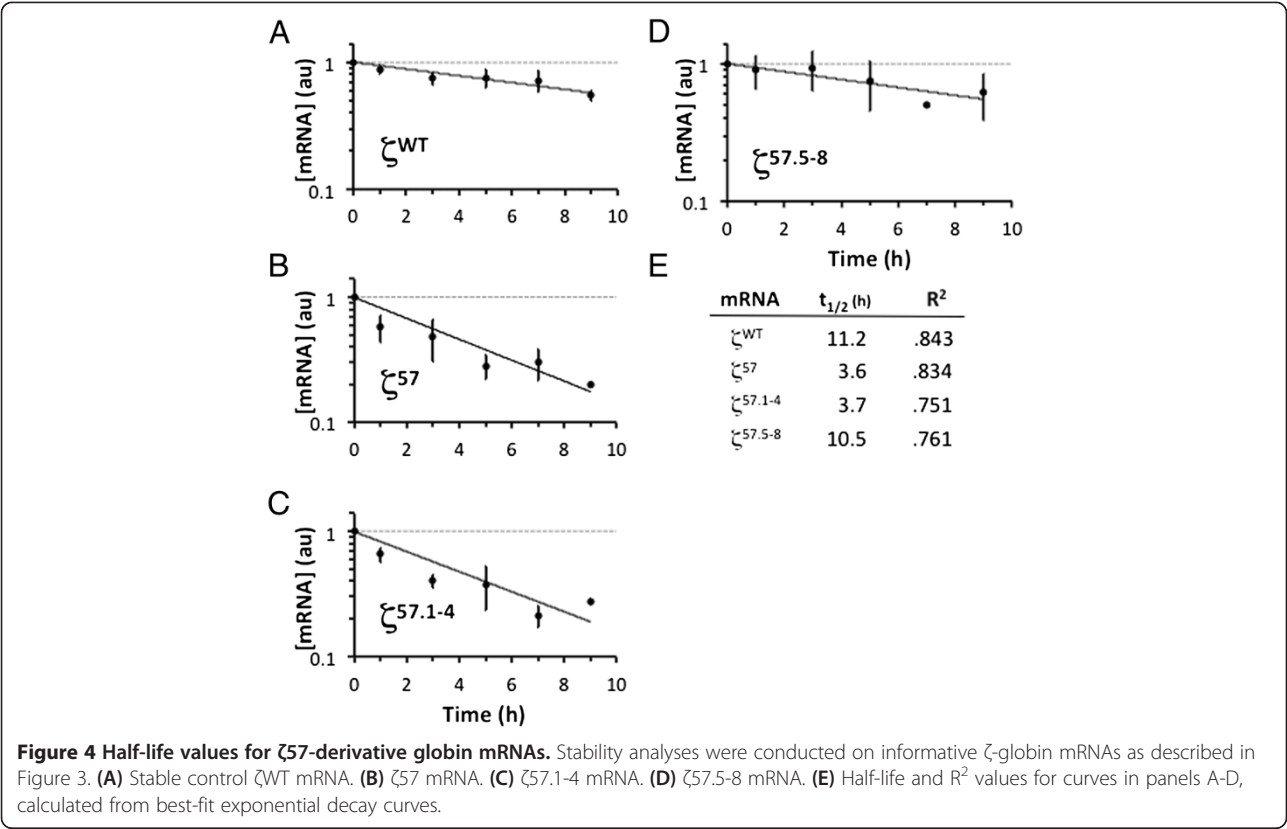 A
[mRNA] (au)
1
0.1
ζWT
0 2 4 6 8 10
B
[mRNA] (au)
1
0.1
ζ57
0 2 4 6 8 10
C
[mRNA] (au)
1
0.1
ζ57.1-4
0 2 4 6 8 10
Time (h)
D
[mRNA] (au)
1
0.1
ζ57.5-8
0 2 4 6 8 10
Time (h)
E
mRNA t1/2 (h) R2
ζWT 11.2 .843
ζ57 3.6 .834
ζ57.1-4 3.7 .751
ζ57.5-8 10.5 .761
Figure 4 Half-life values for ζ57-derivative globin mRNAs. Stability analyses were conducted on informative ζ-globin mRNAs as described in
Figure 3. (A) Stable control ζWT mRNA. (B) ζ57 mRNA. (C) ζ57.1-4 mRNA. (D) ζ57.5-8 mRNA. (E) Half-life and R2 values for curves in panels A-D,
calculated from best-fit exponential decay curves.